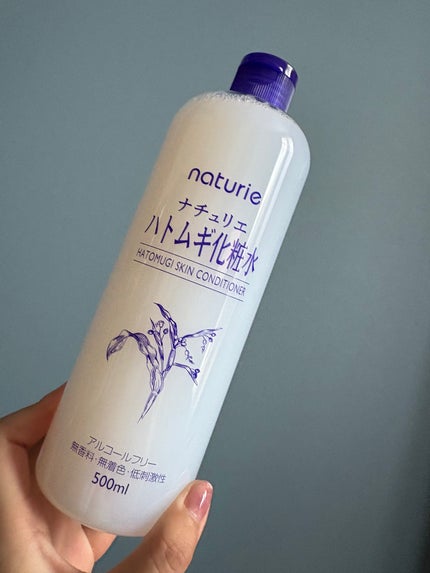 naturie
ナチュリエ
ハトムギ化粧水
HATOMUGI SKIN CONDITIONER
アルコールフリー
無香料・無着色・低刺激性
500ml